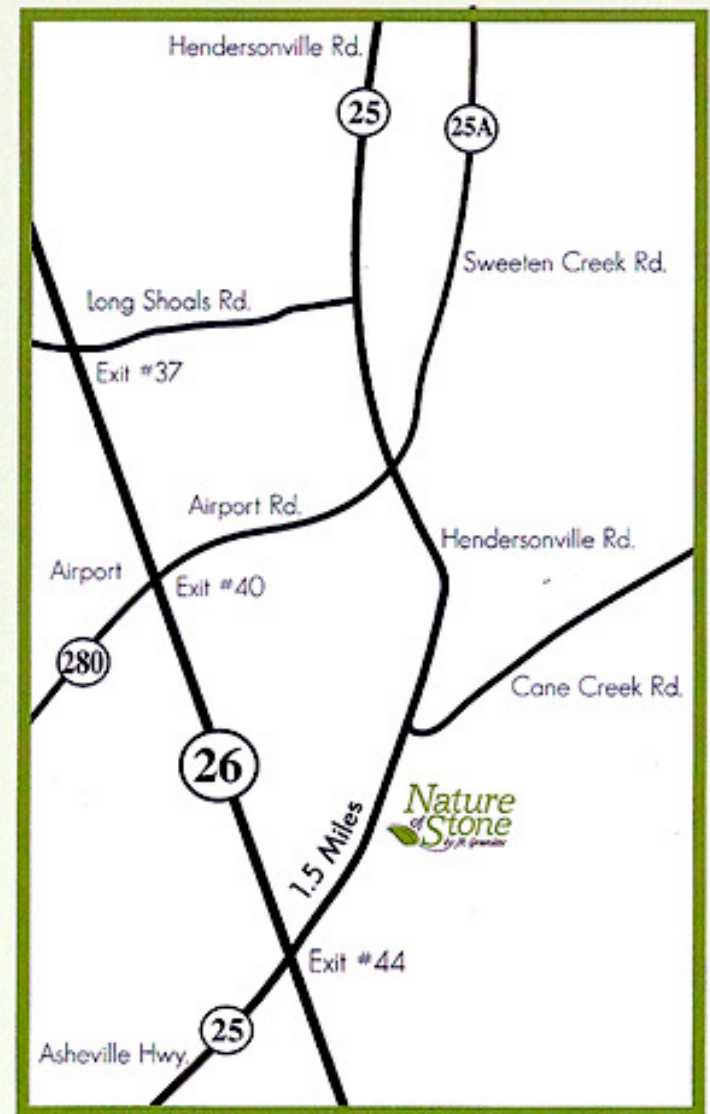 Hendersonville Rd.
25
25A
Sweeten Creek Rd.
Long Shoals Rd.
Exit #37
Airport Rd.
Hendersonville Rd.
Airport
Exit #40
280
Cane Creek Rd.
26
Nature
of Stone
1.5 Miles
Exit #44
25
Asheville Hwy.